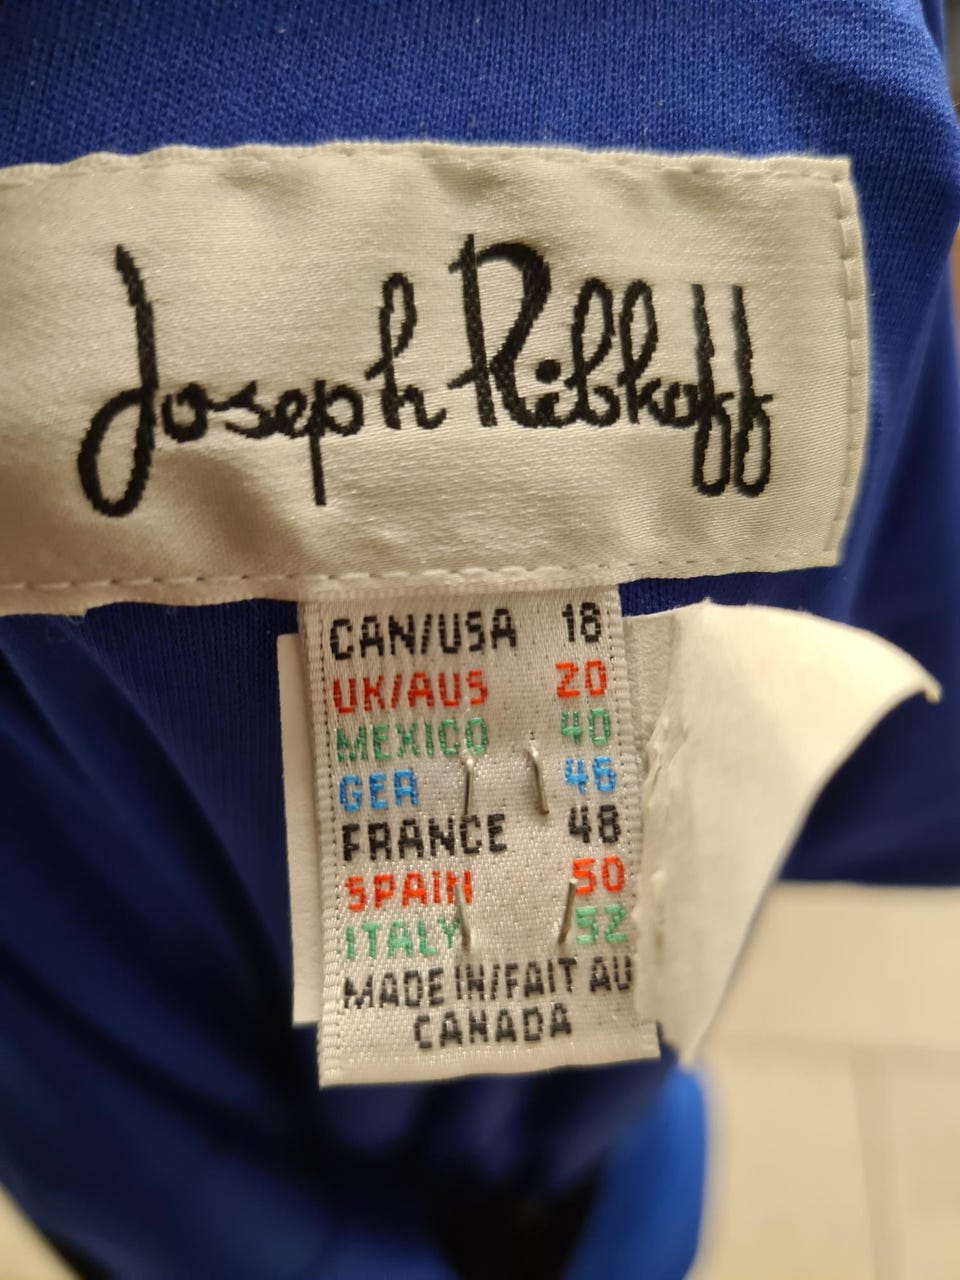 Joseph Ribkoff
CAN/USA 18
UK/AUS 20
MEXICO 40
GER 46
FRANCE 48
SPAIN 50
ITALY 52
MADE IN/FAIT AU
CANADA